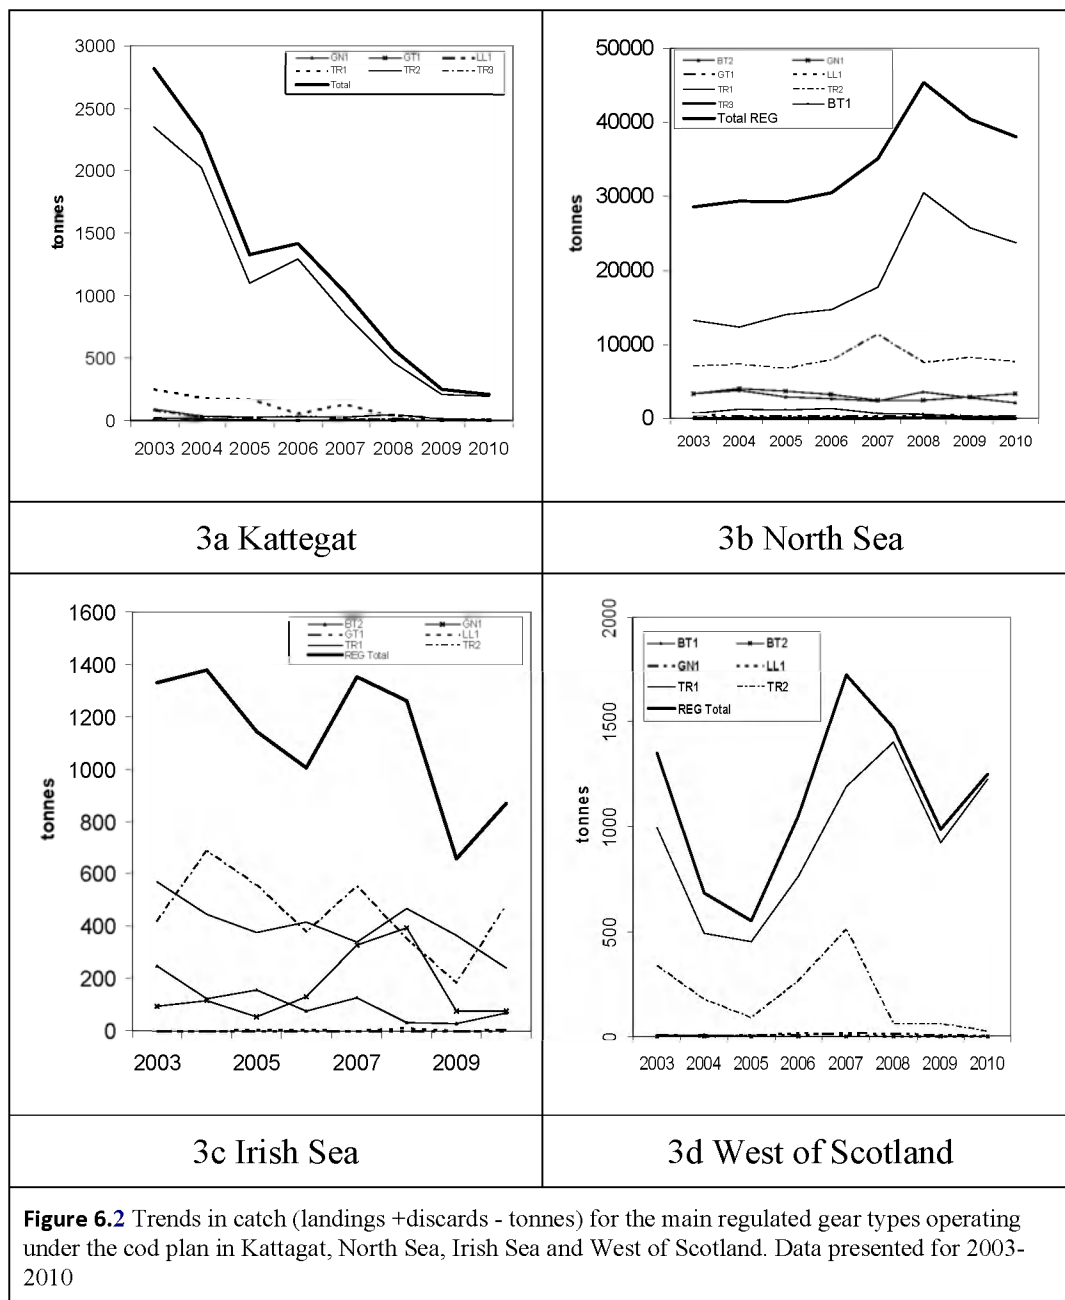 3000
2500
2000
1500
1000
500
0
tonnes
GN1 GT1 LL1
TR1 TR2 TR3
Total
2003 2004 2005 2006 2007 2008 2009 2010
50000
40000
30000
20000
10000
0
tonnes
BT2 GN1
GT1 LL1
TR1 TR2
TR3 BT1
Total REG
2003 2004 2005 2006 2007 2008 2009 2010
3a Kattegat
3b North Sea
1600
1400
1200
1000
800
600
400
200
0
tonnes
BT2 GN1
GT1 LL1
TR1 TR2
REG Total
2003 2005 2007 2009
2000
1500
1000
500
0
tonnes
BT1 BT2
GN1 LL1
TR1 TR2
REG Total
2003 2004 2005 2006 2007 2008 2009 2010
3c Irish Sea
3d West of Scotland
Figure 6.2 Trends in catch (landings +discards - tonnes) for the main regulated gear types operating
under the cod plan in Kattagat, North Sea, Irish Sea and West of Scotland. Data presented for 2003-
2010